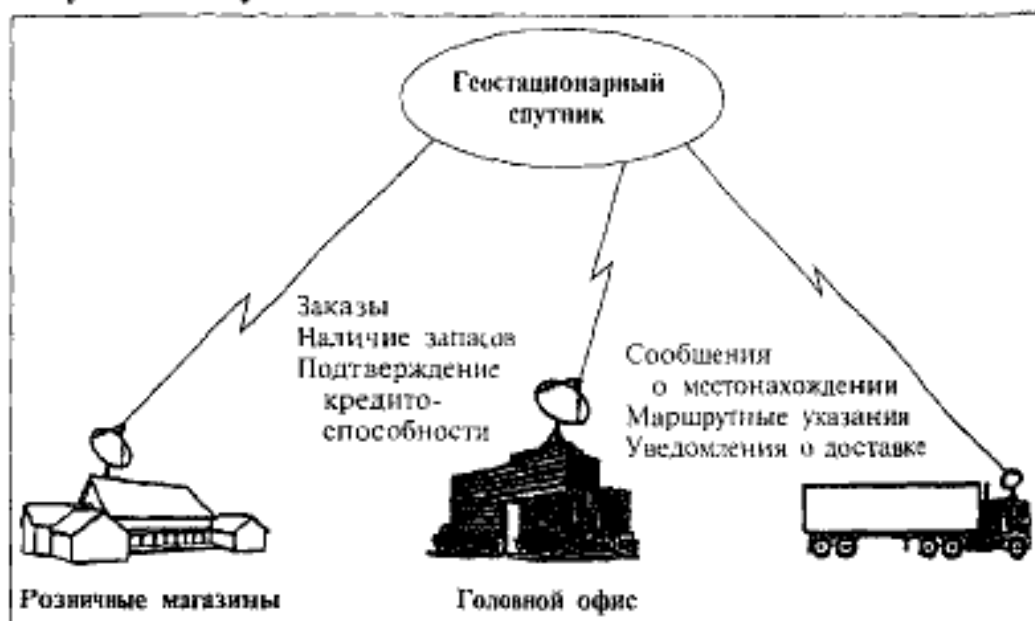 Геостационарный
спутник
Заказы
Наличие запасов
Подтверждение
кредито-
способности
Сообщения
о местонахождении
Маршрутные указания
Уведомления о доставке
Розничные магазины
Головной офис